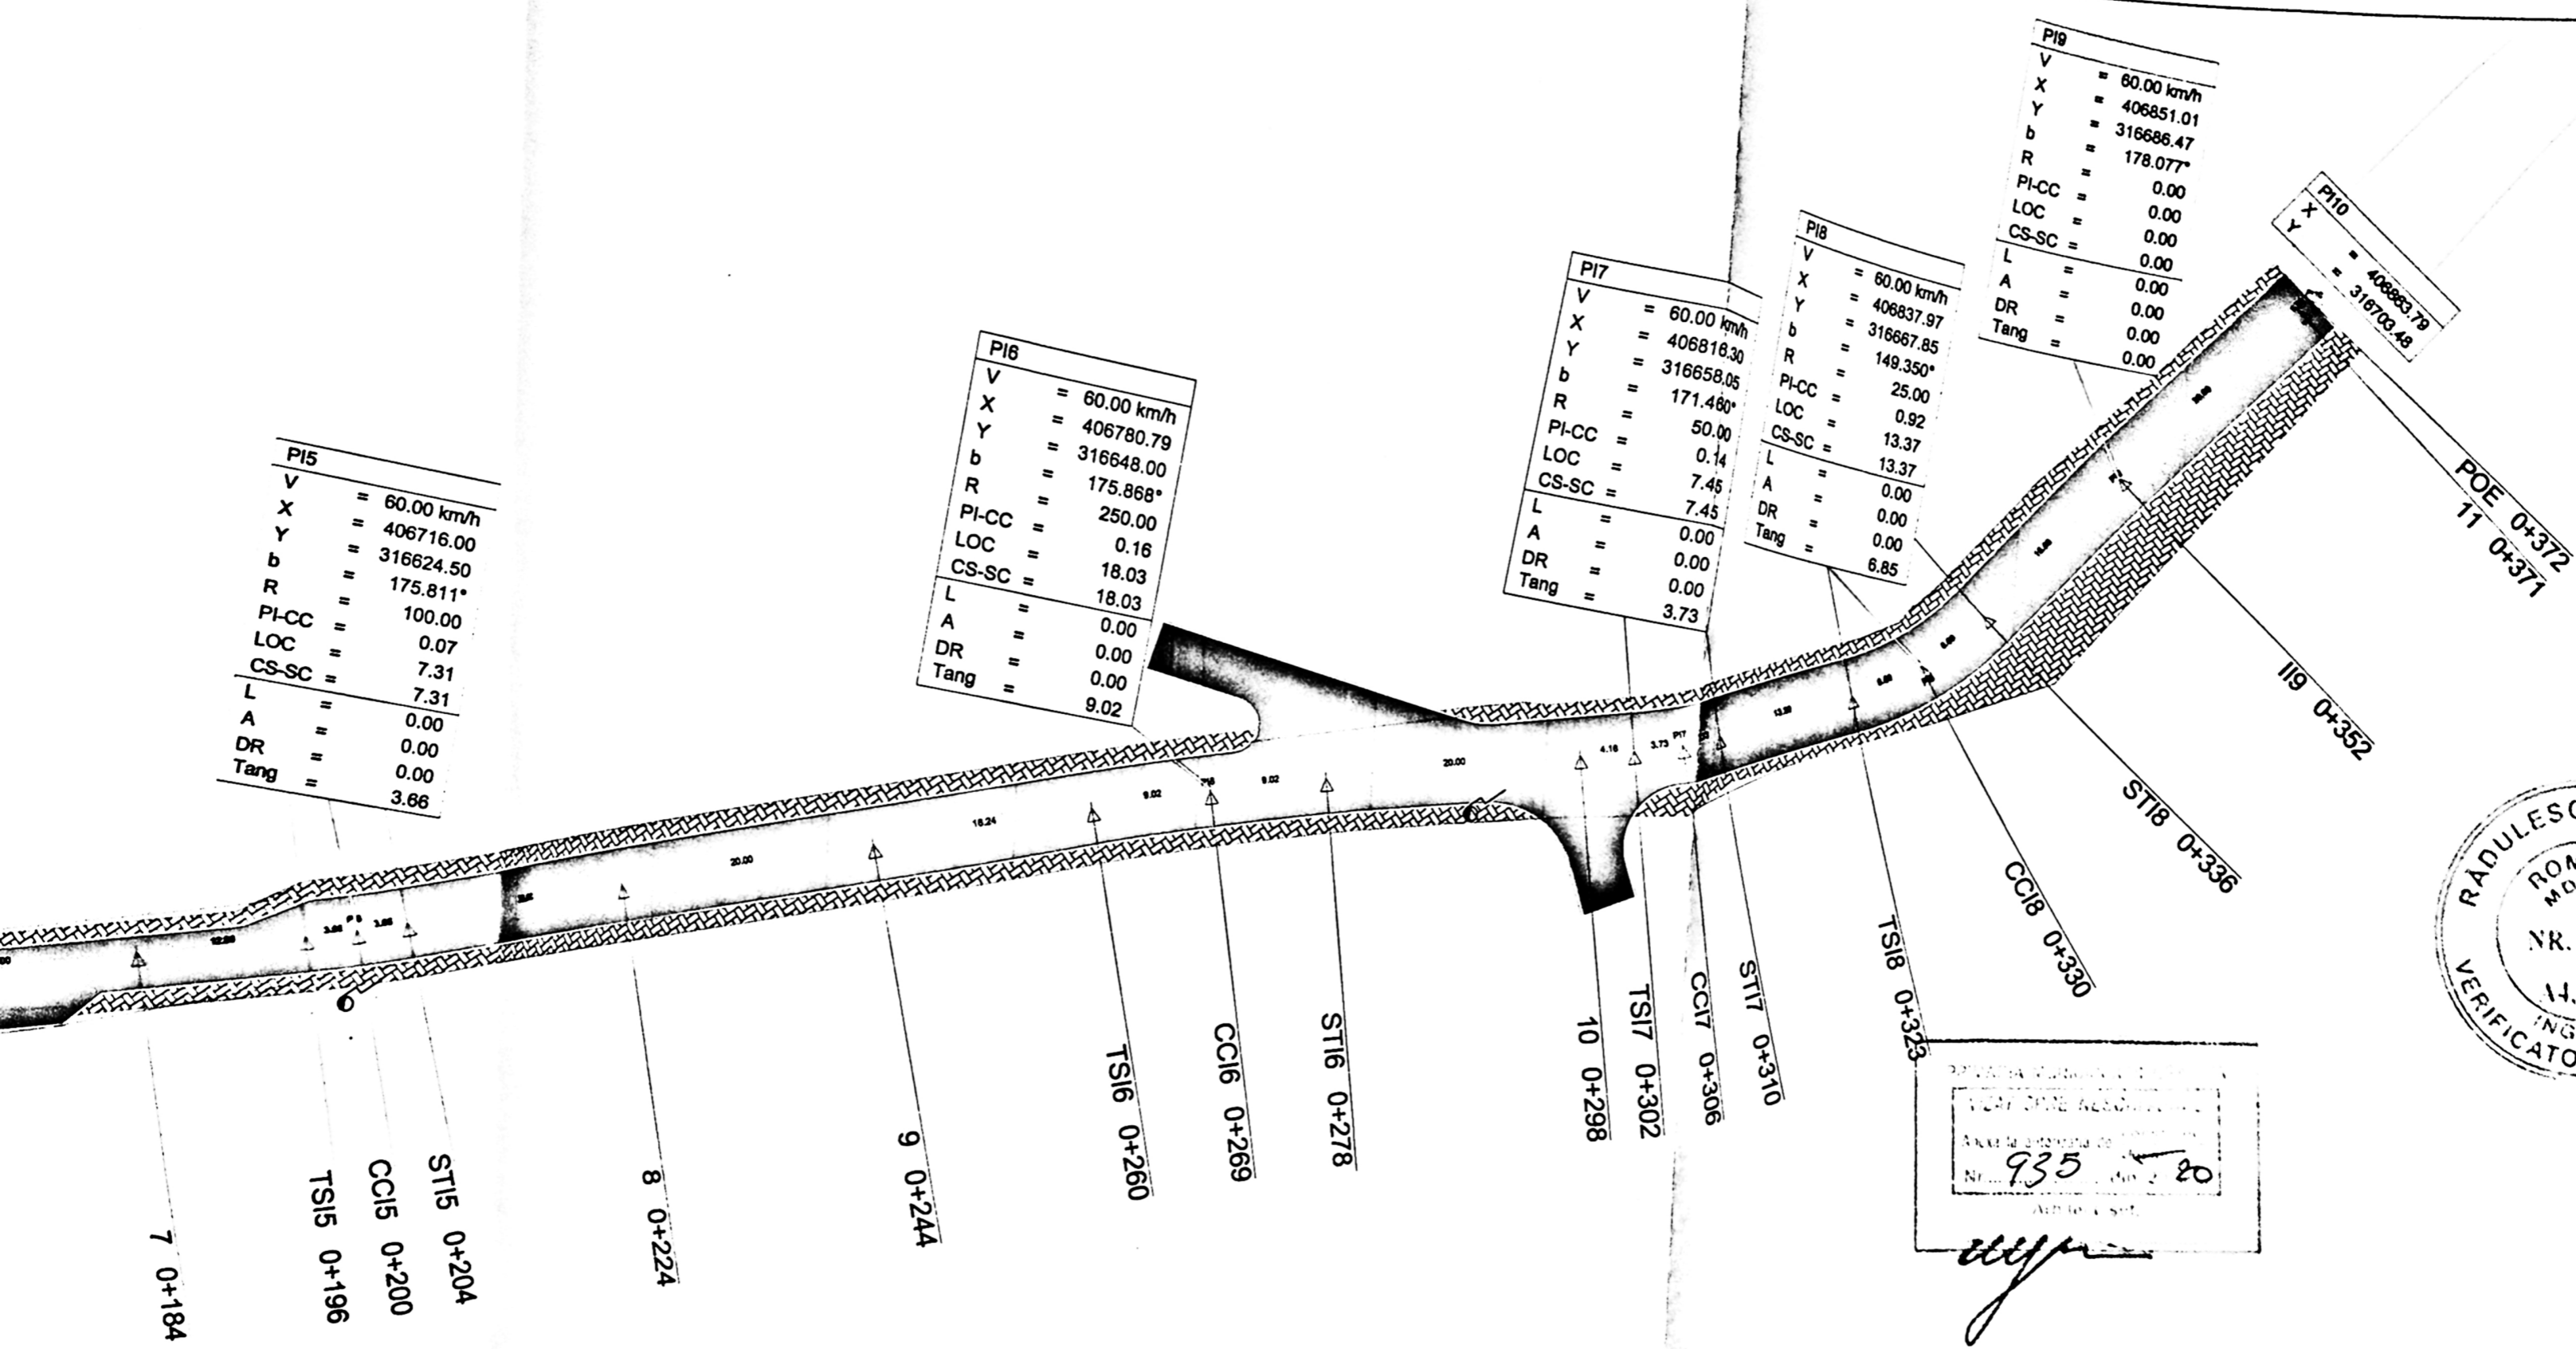 PI5
V = 60.00 km/h
X = 406716.00
Y = 316624.50
b = 175.811°
R = 100.00
PI-CC = 0.07
LOC = 7.31
CS-SC = 7.31
L = 0.00
A = 0.00
DR = 0.00
Tang = 3.66
PI6
V = 60.00 km/h
X = 406780.79
Y = 316648.00
b = 175.868°
R = 250.00
PI-CC = 0.16
LOC = 18.03
CS-SC = 18.03
L = 0.00
A = 0.00
DR = 0.00
Tang = 9.02
PI7
V = 60.00 km/h
X = 406816.30
Y = 316658.05
b = 171.460°
R = 50.00
PI-CC = 0.14
LOC = 7.45
CS-SC = 7.45
L = 0.00
A = 0.00
DR = 0.00
Tang = 3.73
PI8
V = 60.00 km/h
X = 406837.97
Y = 316667.85
b = 149.350°
R = 25.00
PI-CC = 0.92
LOC = 13.37
CS-SC = 13.37
L = 0.00
A = 0.00
DR = 0.00
Tang = 6.85
PI9
V = 60.00 km/h
X = 406851.01
Y = 316686.47
b = 178.077°
R = 0.00
PI-CC = 0.00
LOC = 0.00
CS-SC = 0.00
L = 0.00
A = 0.00
DR = 0.00
Tang = 0.00
PI10
X = 406863.79
Y = 316703.48
20.00
18.24
9.02
9.02
20.00
4.16
3.73
PI7
7 0+184
TSI5 0+196
CCI5 0+200
STI5 0+204
8 0+224
9 0+244
TSI6 0+260
CCI6 0+269
STI6 0+278
10 0+298
TSI7 0+302
CCI7 0+306
STI7 0+310
TSI8 0+323
CCI8 0+330
STI8 0+336
II9 0+352
11 0+371
POE 0+372
RĂDULESC
VERIFICATO
NR.
ING
Nr. 935 20